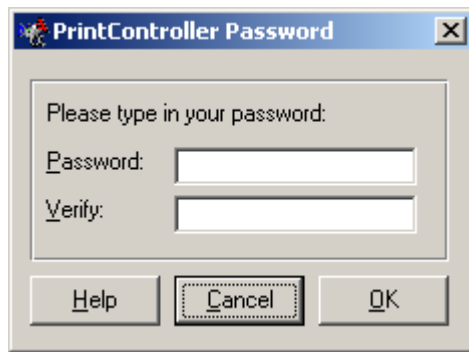 PrintController Password
Please type in your password:
Password:
Verify:
Help Cancel OK